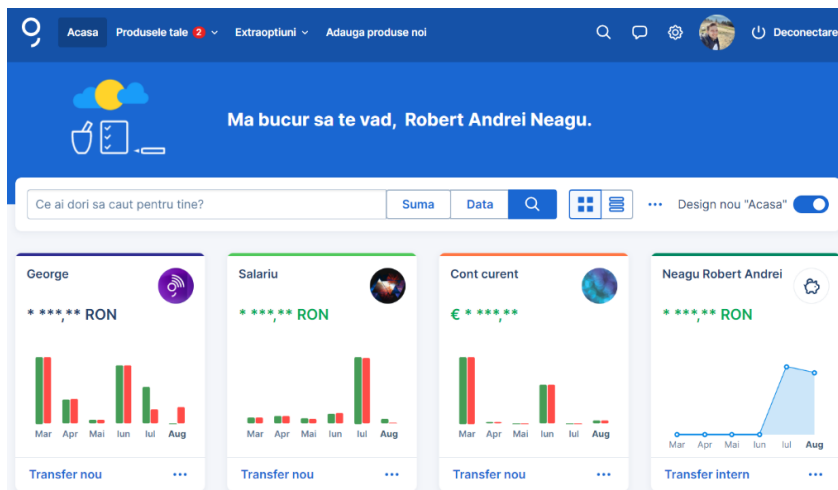 Acasa Produsele tale 2 Extraoptiuni Adauga produse noi Deconectare
Ma bucur sa te vad, Robert Andrei Neagu.
Ce ai dori sa caut pentru tine? Suma Data Design nou "Acasa"
George
* ***,** RON
Mar Apr Mai Iun Iul Aug
Transfer nou
Salariu
* ***,** RON
Mar Apr Mai Iun Iul Aug
Transfer nou
Cont curent
€ * ***,**
Mar Apr Mai Iun Iul Aug
Transfer nou
Neagu Robert Andrei
* ***,** RON
Mar Apr Mai Iun Iul Aug
Transfer intern